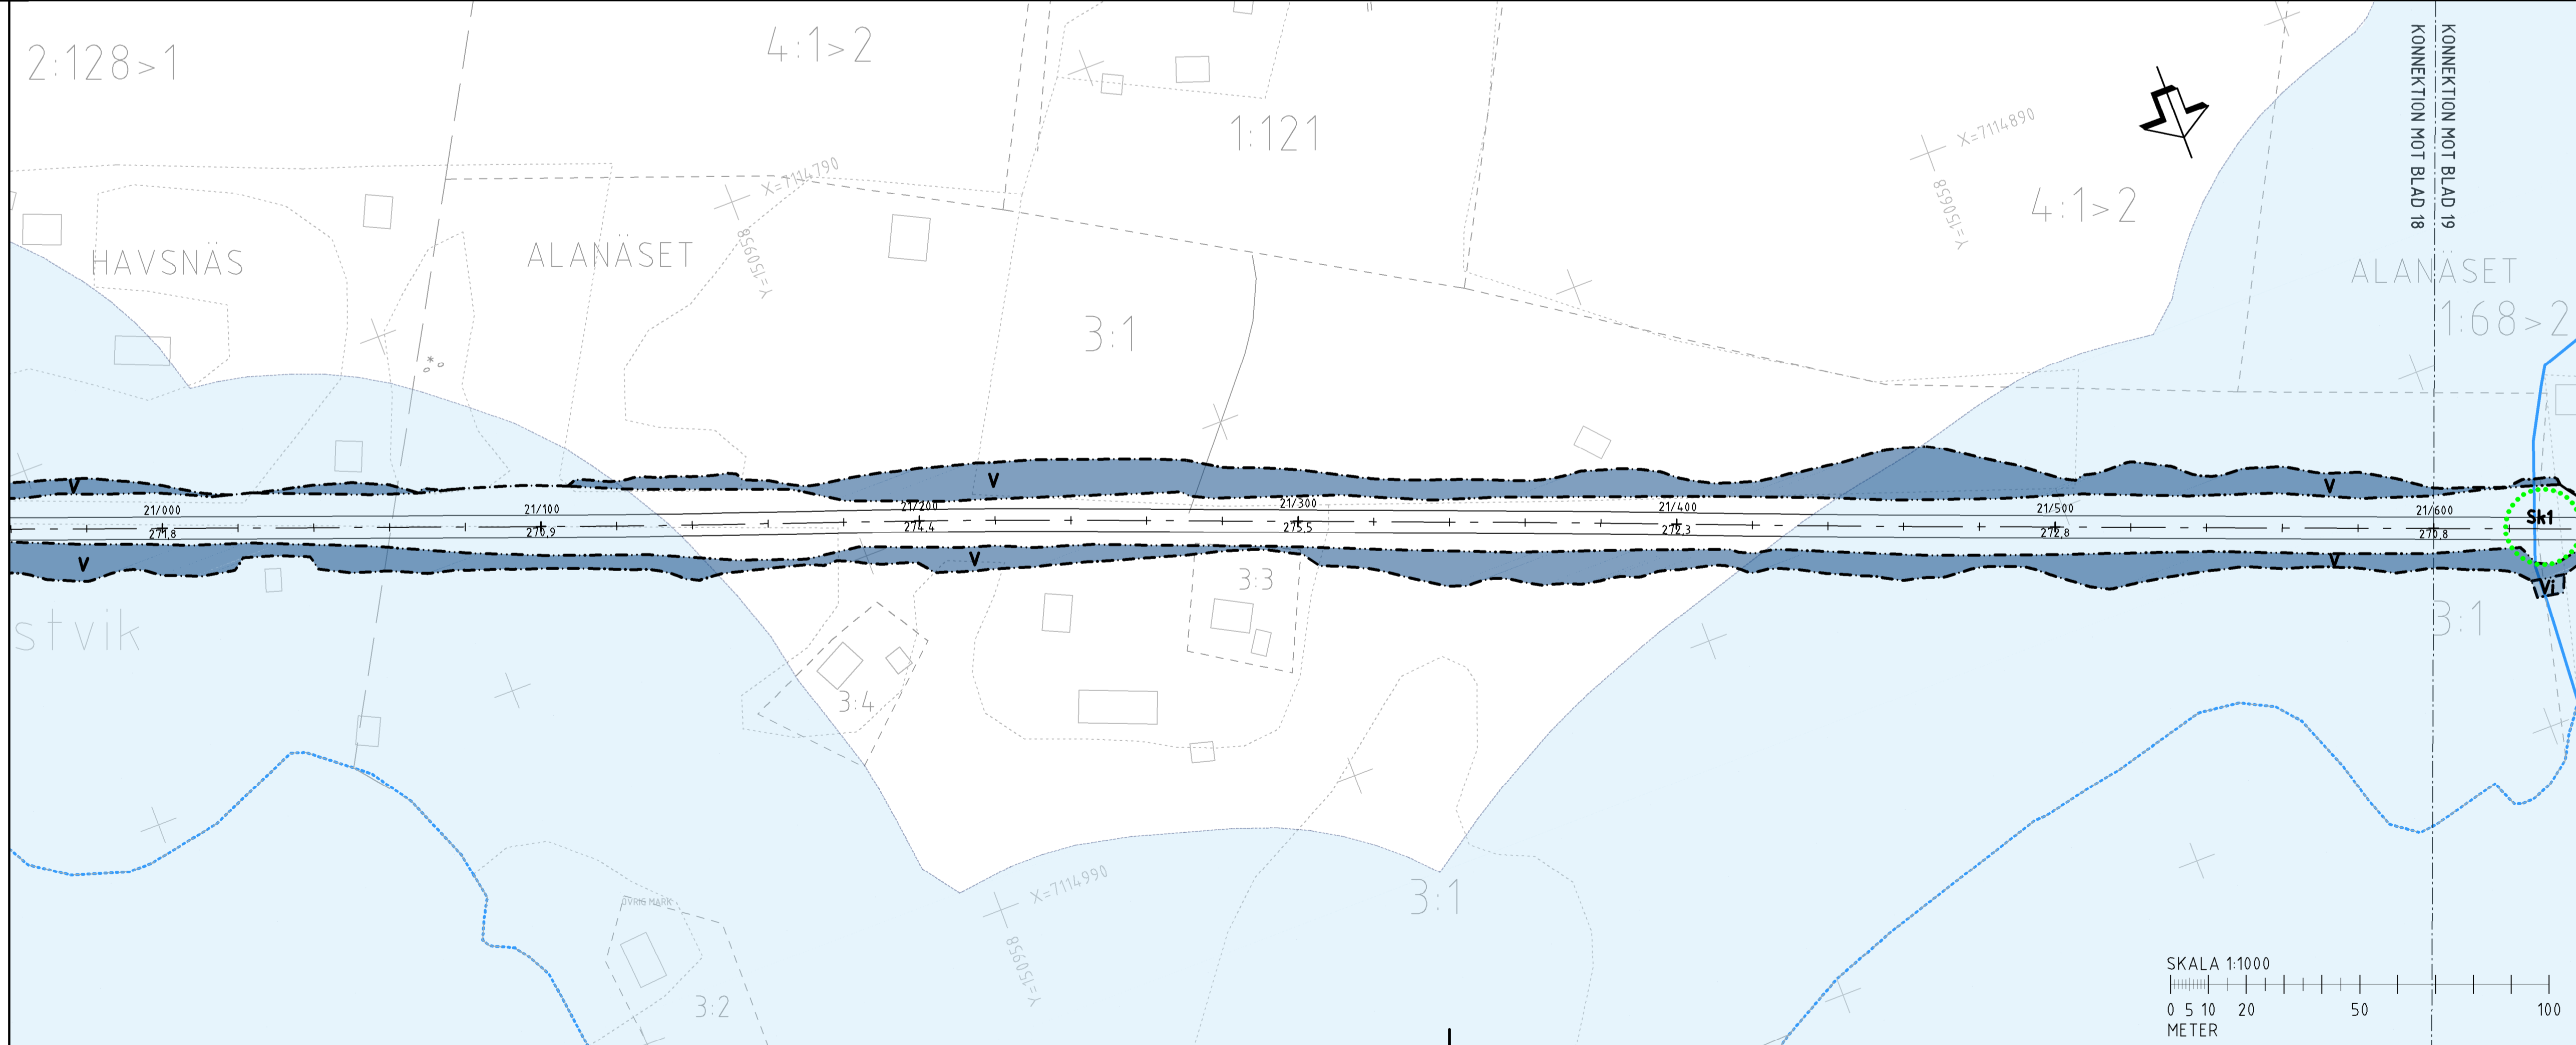 2:128>1
4:1>2
1:121
X=7114790
Y=150958
X=7114890
Y=150658
4:1>2
KONNEKTION MOT BLAD 19
KONNEKTION MOT BLAD 18
HAVSNÄS
ALANÄSET
ALANÄSET
1:68>2
3:1
V
V
V
21/000
21/100
21/200
21/300
21/400
21/500
21/600
Sk1
271.8
270.9
274.4
275.5
272.3
272.8
270.8
V
V
V
Vi1
3:3
3:1
stvik
3:4
X=7114990
Y=150958
3:1
ÖVRIG MARK
3:2
SKALA 1:1000
0 5 10 20 50 100
METER